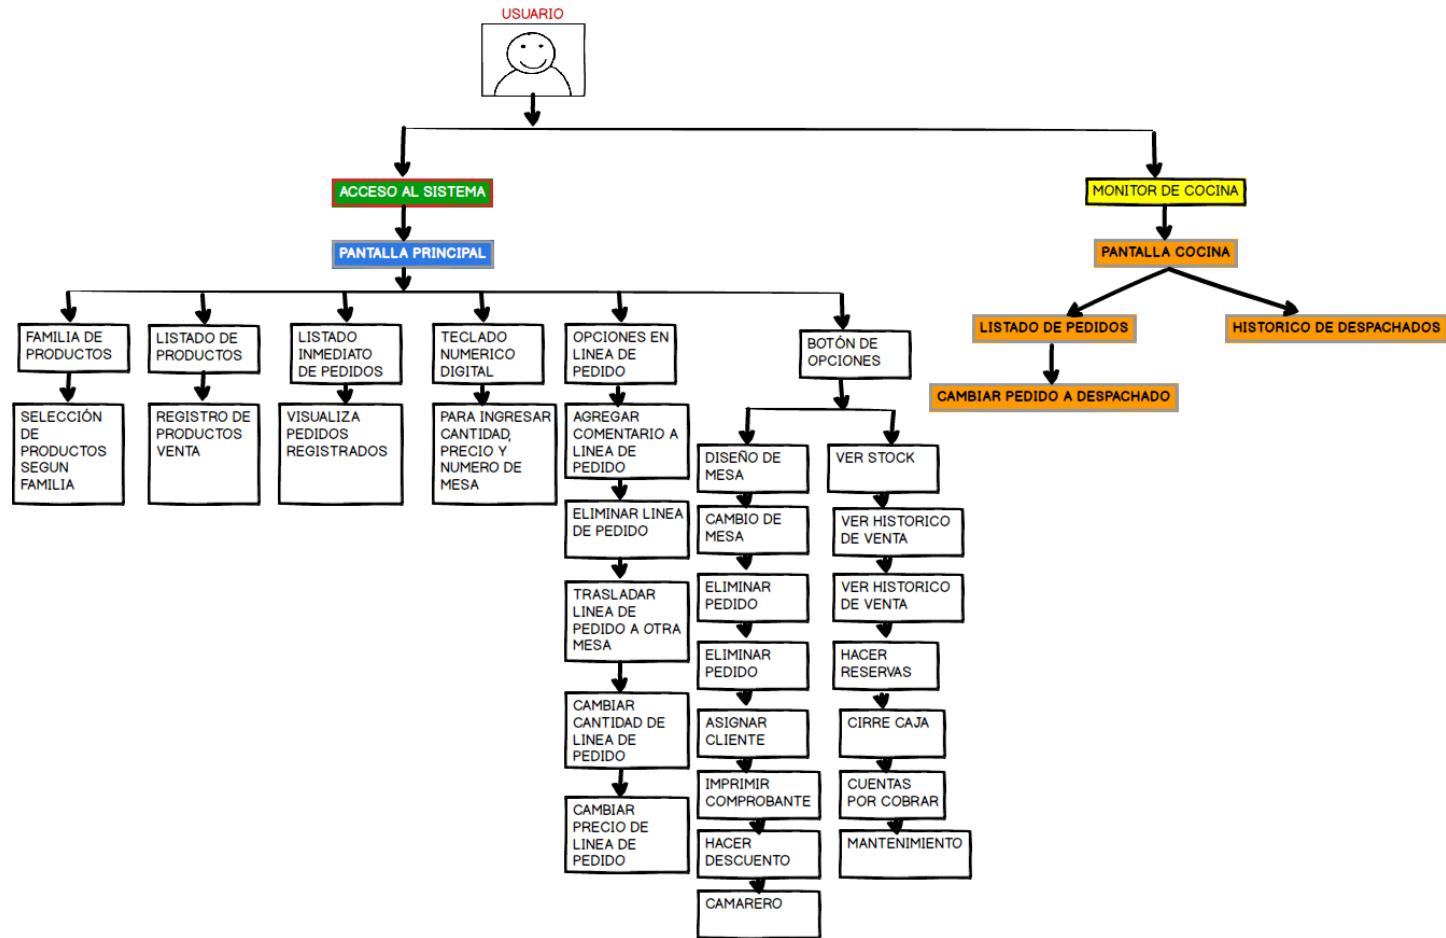 USUARIO
ACCESO AL SISTEMA
MONITOR DE COCINA
PANTALLA PRINCIPAL
PANTALLA COCINA
FAMILIA DE
PRODUCTOS
LISTADO DE
PRODUCTOS
LISTADO
INMEDIATO
DE PEDIDOS
TECLADO
NUMERICO
DIGITAL
OPCIONES EN
LINEA DE
PEDIDO
BOTÓN DE
OPCIONES
LISTADO DE PEDIDOS
HISTORICO DE DESPACHADOS
CAMBIAR PEDIDO A DESPACHADO
SELECCIÓN
DE
PRODUCTOS
SEGUN
FAMILIA
REGISTRO DE
PRODUCTOS
VENTA
VISUALIZA
PEDIDOS
REGISTRADOS
PARA INGRESAR
CANTIDAD,
PRECIO Y
NUMERO DE
MESA
AGREGAR
COMENTARIO A
LINEA DE
PEDIDO
ELIMINAR LINEA
DE PEDIDO
TRASLADAR
LINEA DE
PEDIDO A OTRA
MESA
CAMBIAR
CANTIDAD DE
LINEA DE
PEDIDO
CAMBIAR
PRECIO DE
LINEA DE
PEDIDO
DISEÑO DE
MESA
CAMBIO DE
MESA
ELIMINAR
PEDIDO
ELIMINAR
PEDIDO
ASIGNAR
CLIENTE
IMPRIMIR
COMPROBANTE
HACER
DESCUENTO
CAMARERO
VER STOCK
VER HISTORICO
DE VENTA
VER HISTORICO
DE VENTA
HACER
RESERVAS
CIRRE CAJA
CUENTAS
POR COBRAR
MANTENIMIENTO